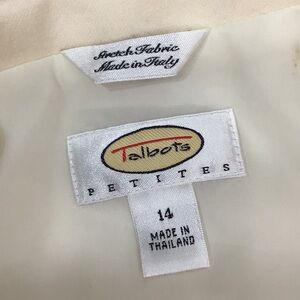 Stretch Fabric
Made in Italy
Talbots
PETITES
14
MADE IN
THAILAND